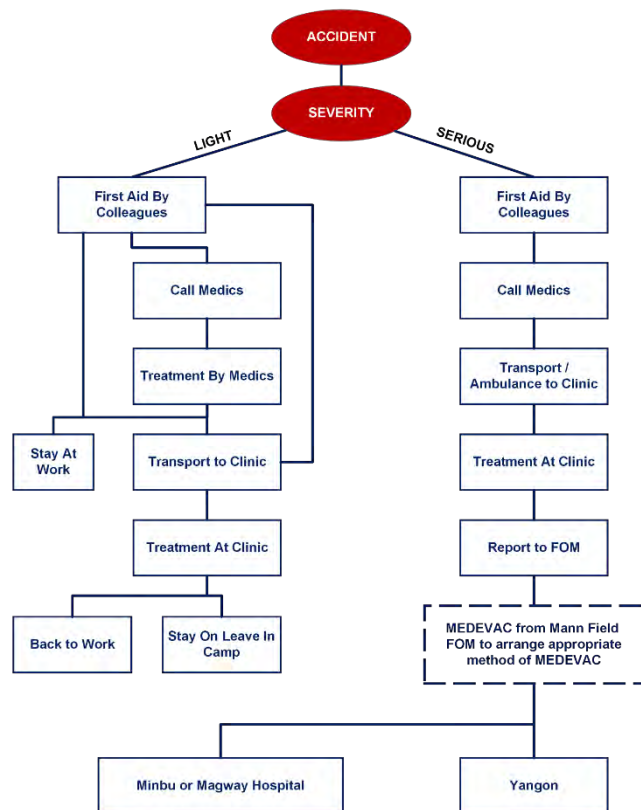 ACCIDENT
SEVERITY
LIGHT
SERIOUS
First Aid By
Colleagues
First Aid By
Colleagues
Call Medics
Call Medics
Treatment By Medics
Transport /
Ambulance to Clinic
Stay At
Work
Transport to Clinic
Treatment At Clinic
Treatment At Clinic
Report to FOM
Back to Work
Stay On Leave In
Camp
MEDEVAC from Mann Field
FOM to arrange appropriate
method of MEDEVAC
Minbu or Magway Hospital
Yangon